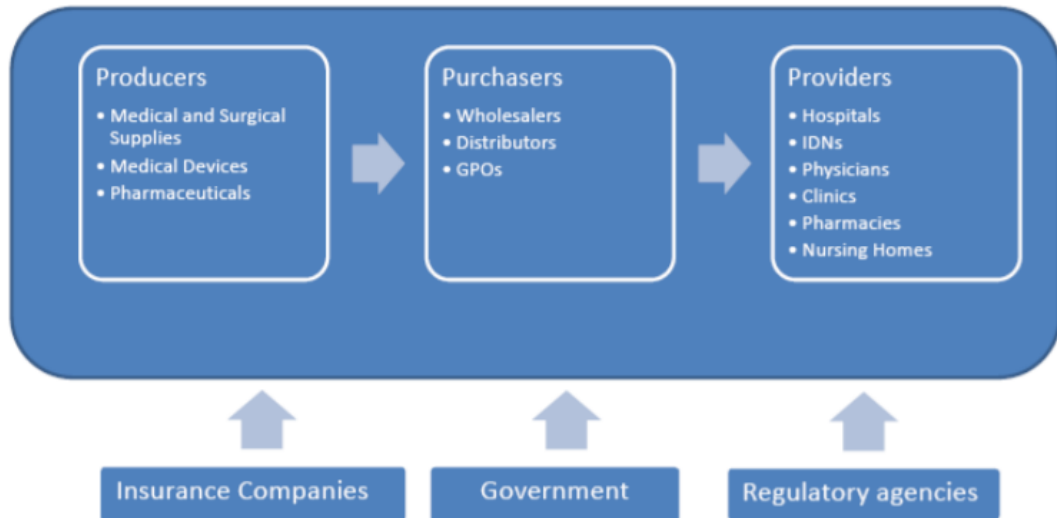 Producers
• Medical and Surgical
Supplies
• Medical Devices
• Pharmaceuticals
Purchasers
• Wholesalers
• Distributors
• GPOs
Providers
• Hospitals
• IDNs
• Physicians
• Clinics
• Pharmacies
• Nursing Homes
Insurance Companies
Government
Regulatory agencies